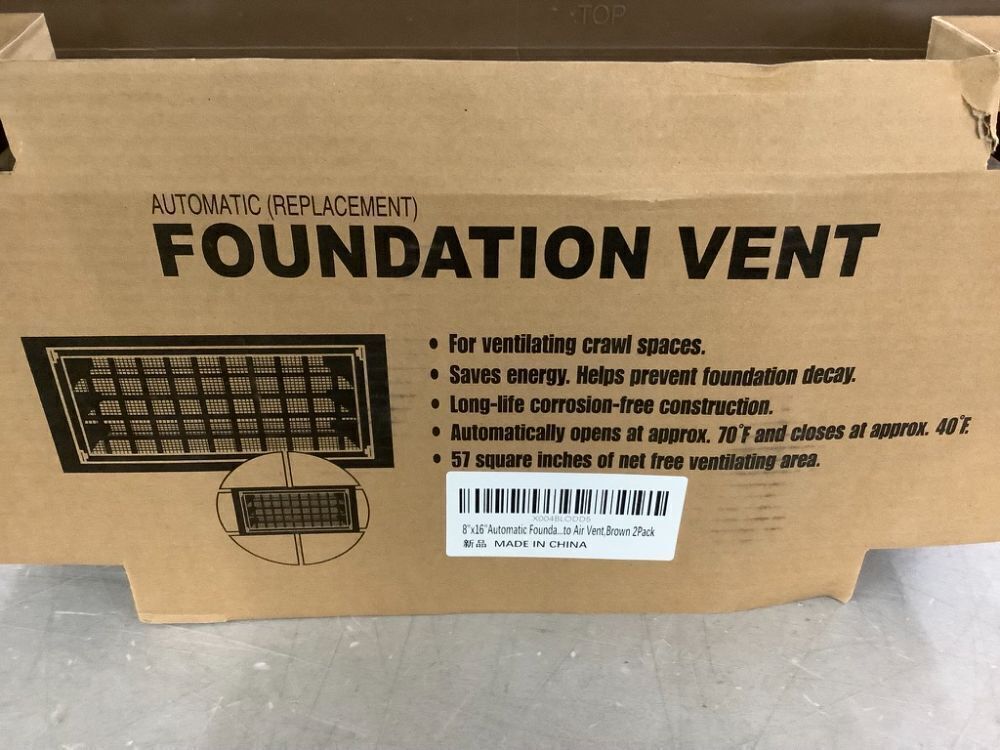 TOP
AUTOMATIC (REPLACEMENT)
FOUNDATION VENT
• For ventilating crawl spaces.
• Saves energy. Helps prevent foundation decay.
• Long-life corrosion-free construction.
• Automatically opens at approx. 70°F and closes at approx. 40°F.
• 57 square inches of net free ventilating area.
X004BLODD5
8"x16"Automatic Founda...to Air Vent,Brown 2Pack
新品 MADE IN CHINA